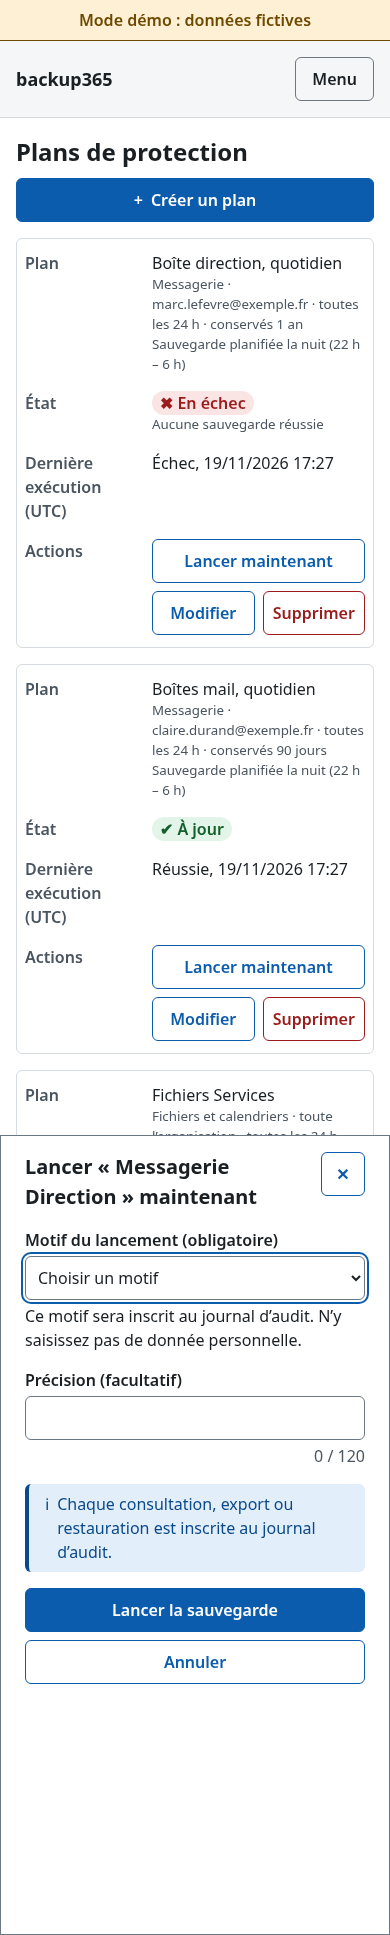 Mode démo : données fictives
backup365
Menu
Plans de protection
+ Créer un plan
Plan
Boîte direction, quotidien
Messagerie ·
marc.lefevre@exemple.fr · toutes
les 24 h · conservés 1 an
Sauvegarde planifiée la nuit (22 h
– 6 h)
État
✖ En échec
Aucune sauvegarde réussie
Dernière
exécution
(UTC)
Échec, 19/11/2026 17:27
Actions
Lancer maintenant
Modifier
Supprimer
Plan
Boîtes mail, quotidien
Messagerie ·
claire.durand@exemple.fr · toutes
les 24 h · conservés 90 jours
Sauvegarde planifiée la nuit (22 h
– 6 h)
État
✔ À jour
Dernière
exécution
(UTC)
Réussie, 19/11/2026 17:27
Actions
Lancer maintenant
Modifier
Supprimer
Plan
Fichiers Services
Fichiers et calendriers · toute
Lancer « Messagerie
Direction » maintenant
✕
Motif du lancement (obligatoire)
Choisir un motif
Ce motif sera inscrit au journal d’audit. N’y
saisissez pas de donnée personnelle.
Précision (facultatif)
0 / 120
i Chaque consultation, export ou
restauration est inscrite au journal
d’audit.
Lancer la sauvegarde
Annuler